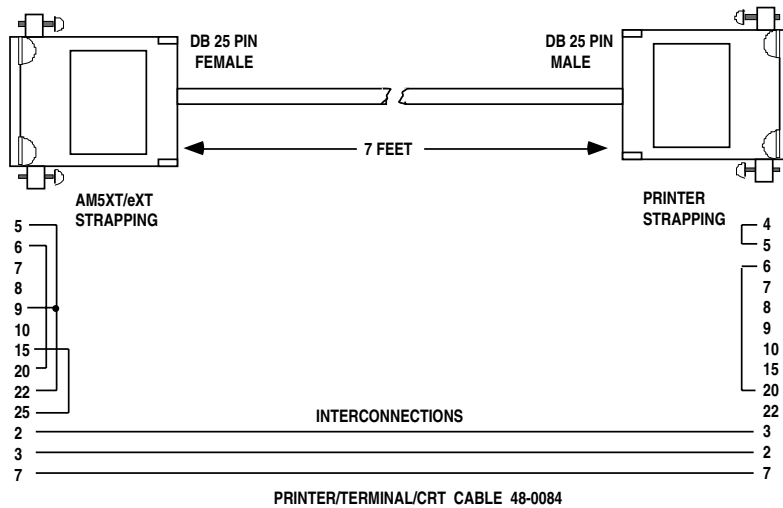 DB 25 PIN
FEMALE
DB 25 PIN
MALE
7 FEET
AM5XT/eXT
STRAPPING
PRINTER
STRAPPING
5
6
7
8
9
10
15
20
22
25
2
3
7
4
5
6
7
8
9
10
15
20
22
3
2
7
INTERCONNECTIONS
PRINTER/TERMINAL/CRT CABLE 48-0084